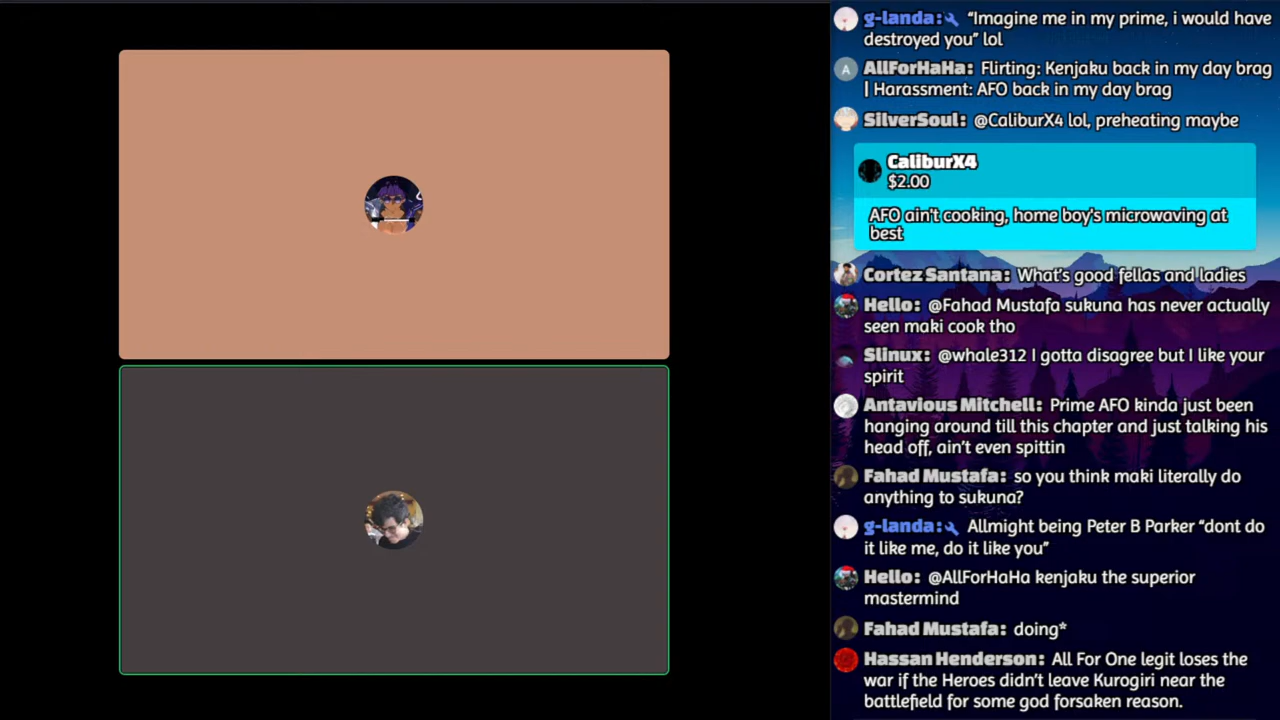 g-landa: "Imagine me in my prime, i would have
destroyed you" lol
A AllForHaHa: Flirting: Kenjaku back in my day brag
| Harassment: AFO back in my day brag
SilverSoul: @CaliburX4 lol, preheating maybe
CaliburX4
$2.00
AFO ain't cooking, home boy's microwaving at
best
Cortez Santana: What's good fellas and ladies
Hello: @Fahad Mustafa sukuna has never actually
seen maki cook tho
Slinux: @whale312 I gotta disagree but I like your
spirit
Antavious Mitchell: Prime AFO kinda just been
hanging around till this chapter and just talking his
head off, ain't even spittin
Fahad Mustafa: so you think maki literally do
anything to sukuna?
g-landa: Allmight being Peter B Parker "dont do
it like me, do it like you"
Hello: @AllForHaHa kenjaku the superior
mastermind
Fahad Mustafa: doing*
Hassan Henderson: All For One legit loses the
war if the Heroes didn't leave Kurogiri near the
battlefield for some god forsaken reason.